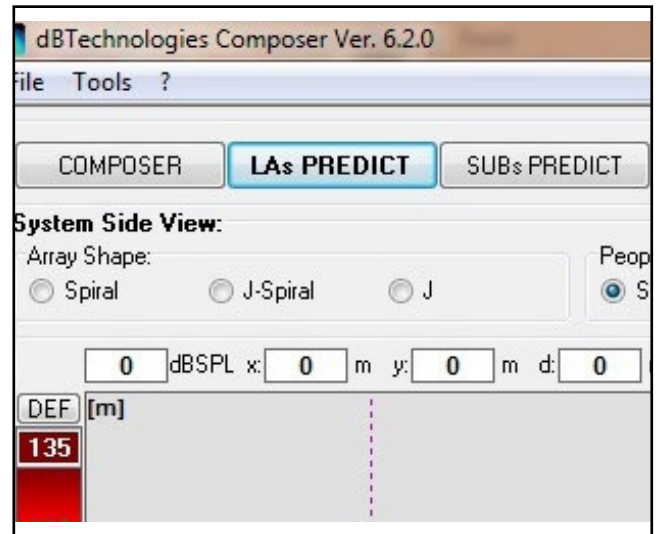 dBTechnologies Composer Ver. 6.2.0
File Tools ?
COMPOSER LAs PREDICT SUBs PREDICT
System Side View:
Array Shape: Peop
Spiral J-Spiral J S
0 dBSPL x: 0 m y: 0 m d: 0
DEF [m]
135